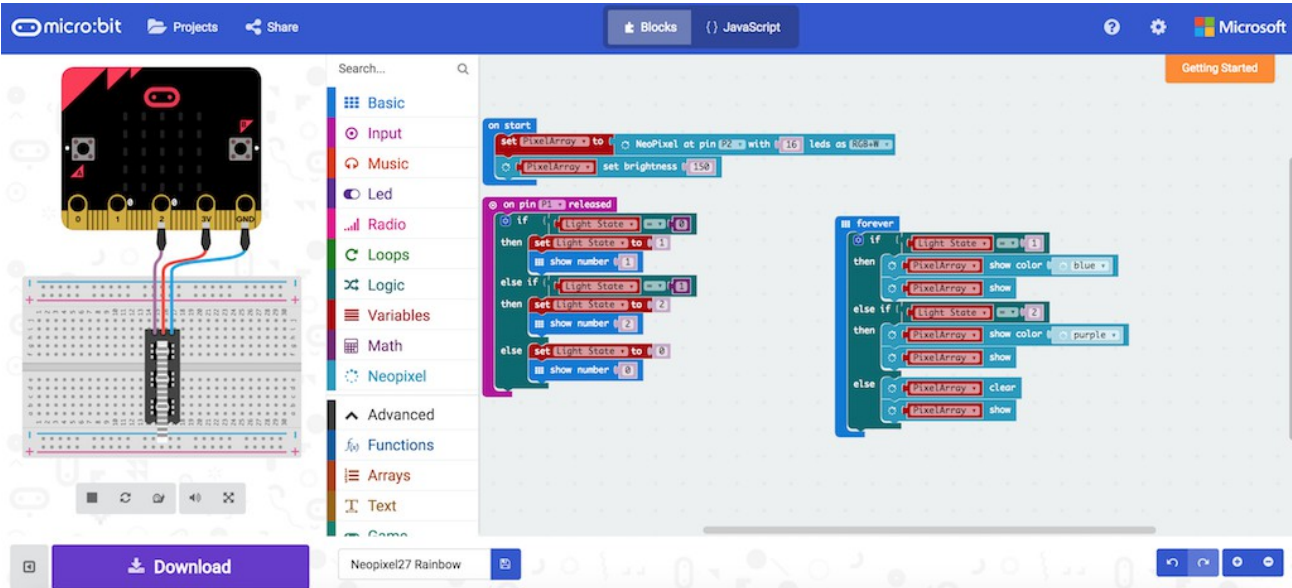 micro:bit Projects Share Blocks {} JavaScript Microsoft
Getting Started
B
A
0 1 2 3V GND
0 0
Search...
Basic
Input
Music
Led
Radio
Loops
Logic
Variables
Math
Neopixel
Advanced
Functions
Arrays
Text
Game
on start
set PixelArray to NeoPixel at pin P2 with 16 leds as RGB+W
PixelArray set brightness 150
on pin P1 released
if Light State = 0
then set Light State to 1
show number 1
else if Light State = 1
then set Light State to 2
show number 2
else set Light State to 0
show number 0
forever
if Light State = 1
then PixelArray show color blue
PixelArray show
else if Light State = 2
then PixelArray show color purple
PixelArray show
else PixelArray clear
PixelArray show
Download
Neopixel27 Rainbow